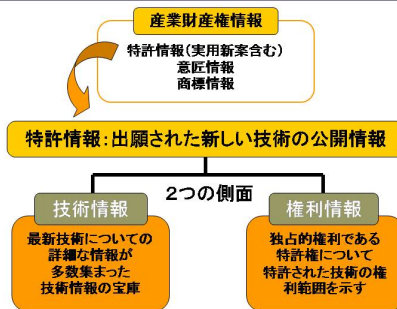 産業財産権情報
特許情報(実用新案含む)
意匠情報
商標情報
特許情報:出願された新しい技術の公開情報
2つの側面
技術情報
最新技術についての
詳細な情報が
多数集まった
技術情報の宝庫
権利情報
独占的権利である
特許権について
特許された技術の権
利範囲を示す